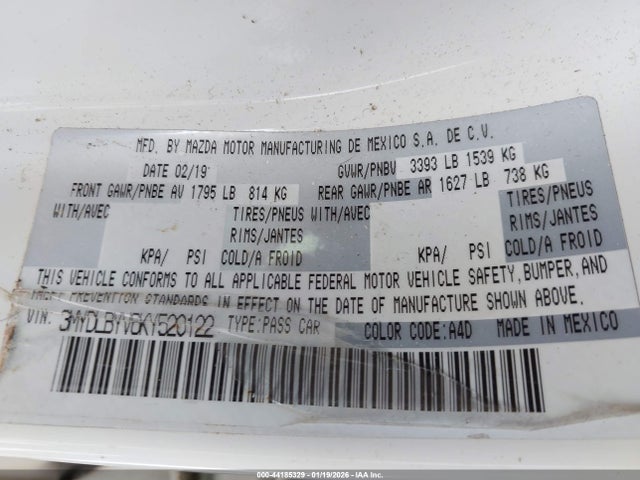 MFD. BY MAZDA MOTOR MANUFACTURING DE MEXICO S.A. DE C.V.
DATE 02/19 GVWR/PNBV 3393 LB 1539 KG
FRONT GAWR/PNBE AV 1795 LB 814 KG REAR GAWR/PNBE AR 1627 LB 738 KG
WITH/AVEC TIRES/PNEUS WITH/AVEC TIRES/PNEUS
RIMS/JANTES RIMS/JANTES
KPA/ PSI COLD/A FROID KPA/ PSI COLD/A FROID
THIS VEHICLE CONFORMS TO ALL APPLICABLE FEDERAL MOTOR VEHICLE SAFETY, BUMPER, AND
THEFT PREVENTION STANDARDS IN EFFECT ON THE DATE OF MANUFACTURE SHOWN ABOVE.
VIN: 3MYDLBYV6KY520122 TYPE:PASS CAR COLOR CODE:A4D MADE IN MEXICO
000-44185329 - 01/19/2026 - IAA Inc.